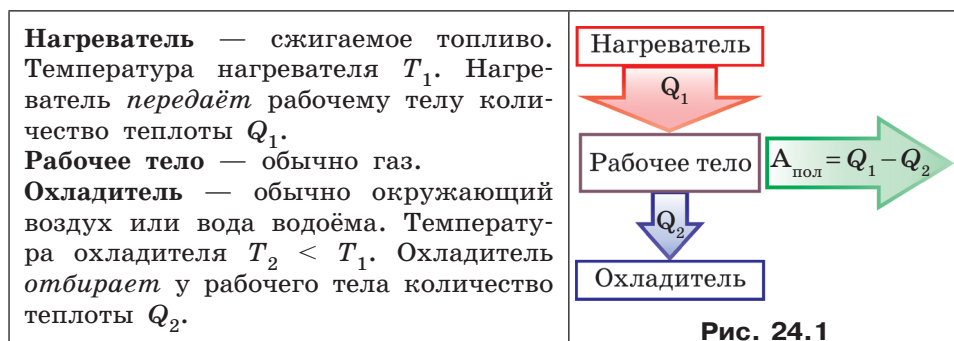 Нагреватель — сжигаемое топливо.
Температура нагревателя T₁. Нагре-
ватель передаёт рабочему телу коли-
чество теплоты Q₁.
Рабочее тело — обычно газ.
Охладитель — обычно окружающий
воздух или вода водоёма. Температу-
ра охладителя T₂ < T₁. Охладитель
отбирает у рабочего тела количество
теплоты Q₂.
Нагреватель
Q₁
Рабочее тело
Aпол = Q₁ – Q₂
Q₂
Охладитель
Рис. 24.1